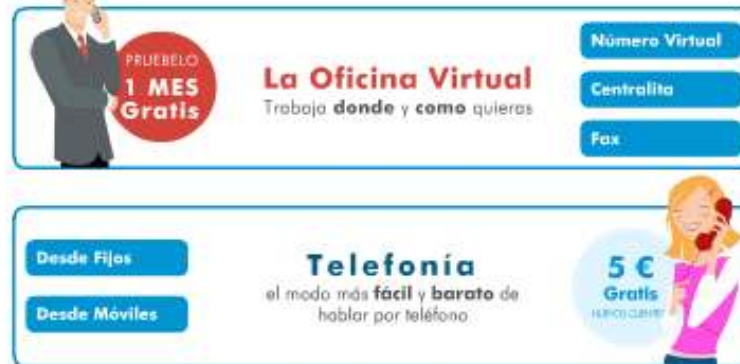 PRUÉBELO
1 MES
Gratis
La Oficina Virtual
Trabaja donde y como quieras
Número Virtual
Centralita
Fax
Desde Fijos
Desde Móviles
Telefonía
el modo más fácil y barato de
hablar por teléfono
5 €
Gratis